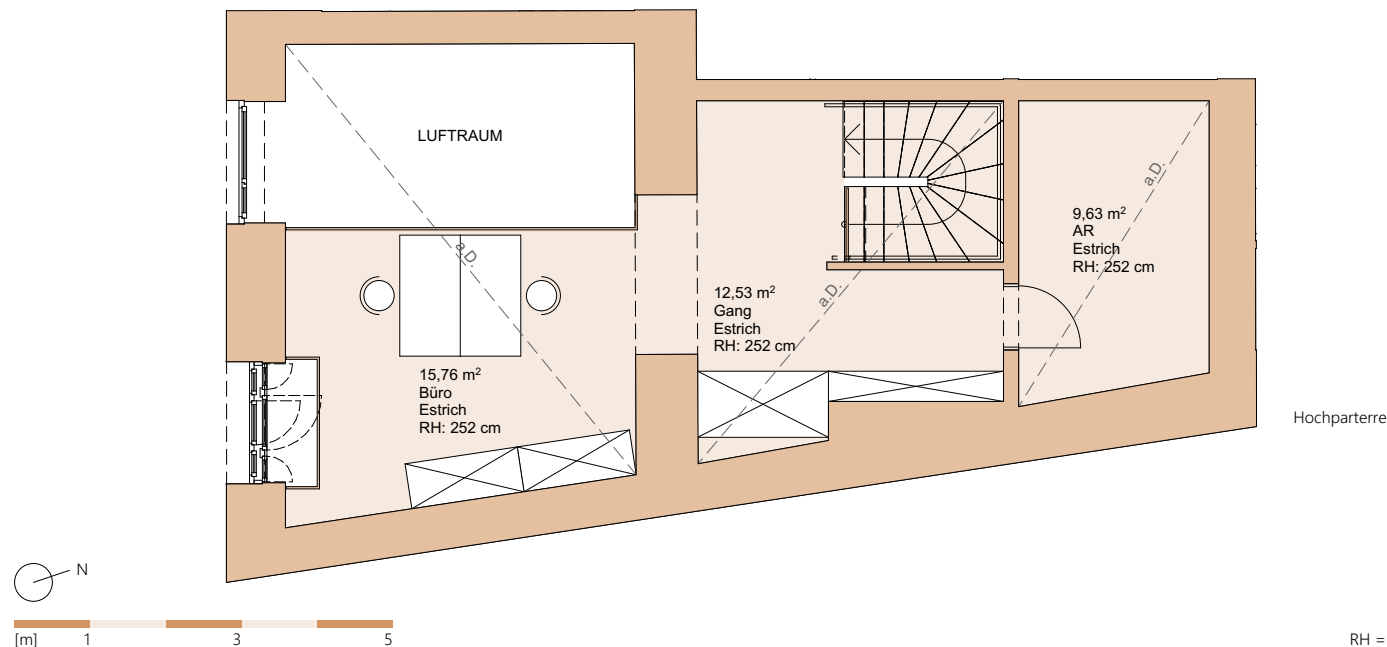 LUFTRAUM
a.D.
15,76 m²
Büro
Estrich
RH: 252 cm
12,53 m²
Gang
Estrich
RH: 252 cm
a.D.
9,63 m²
AR
Estrich
RH: 252 cm
a.D.
Hochparterre
N
[m] 1 3 5
RH =